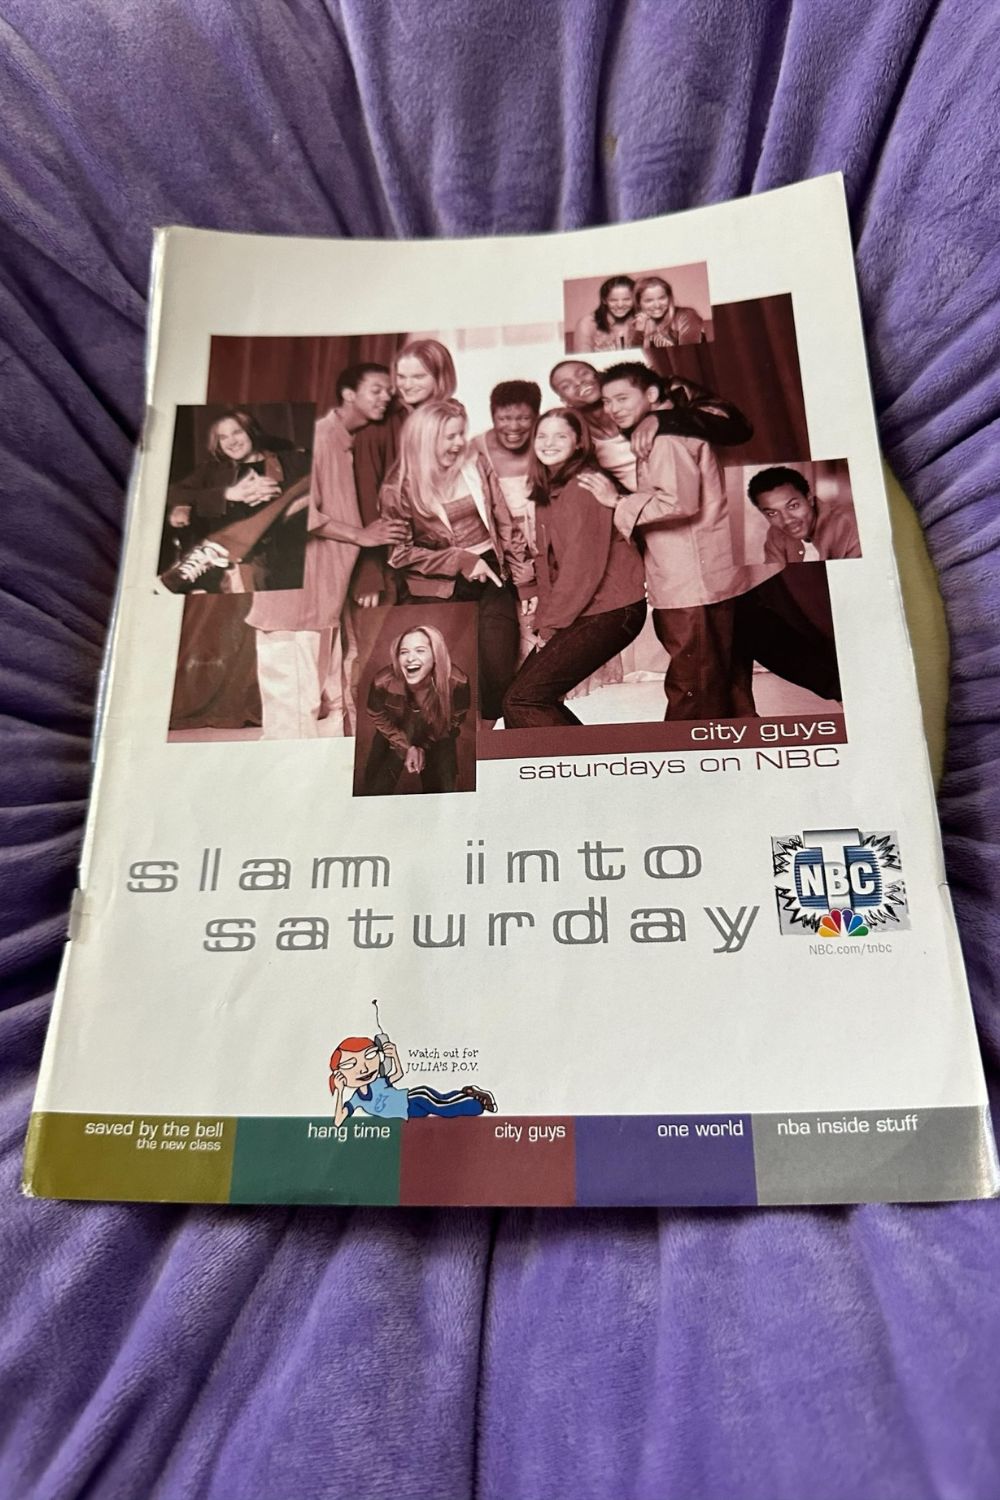 city guys
saturdays on NBC
slam into
saturday
T
NBC
NBC.com/tnbc
Watch out for
JULIA'S P.O.V.
saved by the bell
the new class
hang time
city guys
one world
nba inside stuff